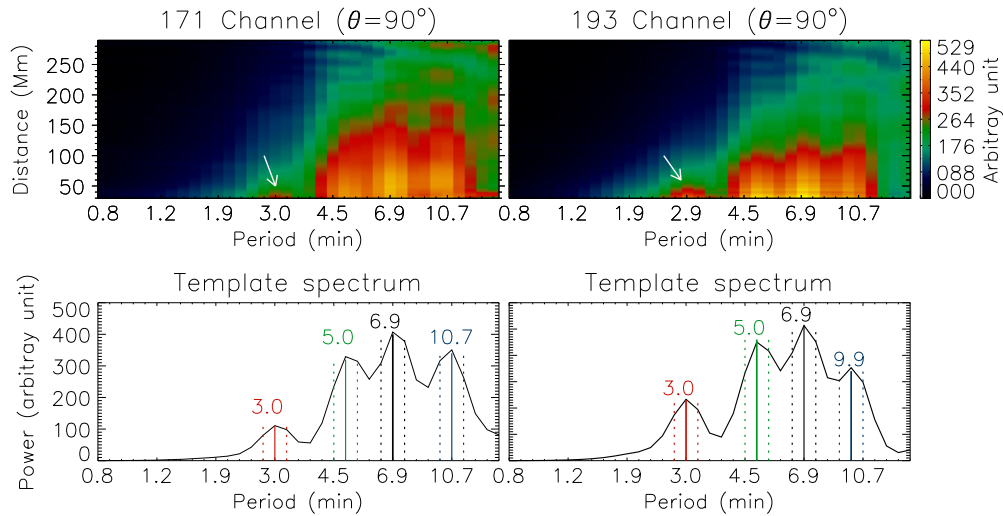 171 Channel (θ=90°)
193 Channel (θ=90°)
Distance (Mm)
250
200
150
100
50
0.8 1.2 1.9 3.0 4.5 6.9 10.7
Period (min)
0.8 1.2 1.9 2.9 4.5 6.9 10.7
Period (min)
529
440
352
264
176
088
000
Arbitray unit
Template spectrum
Template spectrum
Power (arbitray unit)
500
400
300
200
100
0
3.0
5.0
6.9
10.7
0.8 1.2 1.9 3.0 4.5 6.9 10.7
Period (min)
3.0
5.0
6.9
9.9
0.8 1.2 1.9 3.0 4.5 6.9 10.7
Period (min)